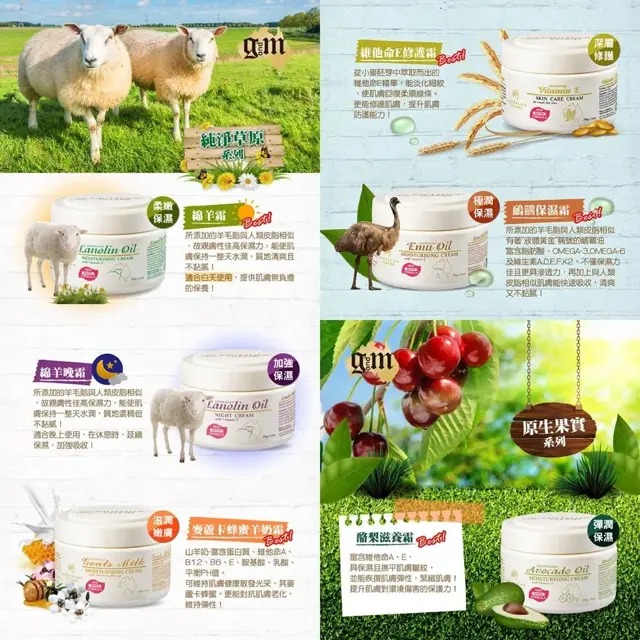 g&m
純淨草原
系列
柔嫩
保濕
綿羊霜
Best!
Lanolin Oil
MOISTURISING CREAM
with Vitamin E
所添加的羊毛脂與人類皮脂相似
，故親膚性佳高保濕力，能使肌
膚保持一整天水潤，質地清爽且
不黏膩！
適合白天使用，提供肌膚無負擔
的保養！
綿羊晚霜
加強
保濕
所添加的羊毛脂與人類皮脂相似
，故親膚性佳高保濕力，能使肌
膚保持一整天水潤，質地濃稠但
不黏膩！
適合晚上使用，在休息時，延續
保濕，加強吸收！
Lanolin Oil
NIGHT CREAM
with Vitamin E
滋潤
嫩膚
麥蘆卡蜂蜜羊奶霜
Best!
Goats Milk
MOISTURISING CREAM
山羊奶-富含蛋白質、維他命A、
B12、B6、E、胺基酸、乳酸、
平衡PH值。
可維持肌膚健康散發光采，其麥
蘆卡蜂蜜，更能對抗肌膚老化，
維持彈性！
維他命E修護霜
Best!
深層
修護
從小麥胚芽中萃取而出的
維他命E精華，能淡化細紋
，使肌膚回復柔順線條，
更能修護肌膚，提升肌膚
防護能力！
Vitamin E
SKIN CARE CREAM
極潤
保濕
鴯鶓保濕霜
Best!
Emu Oil
MOISTURISING CREAM
with Vitamin E
所添加的羊毛脂與人類皮脂相似
有著"液體黃金"稱號的鴯鶓油
富含脂肪酸、OMEGA-3,OMEGA-6
及維生素A,D,E,F,K2，不僅保濕力
佳且更具滲透力，再加上與人類
皮脂相似肌膚能快速吸收，清爽
又不黏膩！
g&m
原生果實
系列
酪梨滋養霜
Best!
彈潤
保濕
富含維他命A、E，
具保濕且撫平肌膚皺紋，
並能疾護肌膚彈性，緊緻肌膚！
提升肌膚對環境傷害的保護力！
Avocado Oil
MOISTURISING CREAM